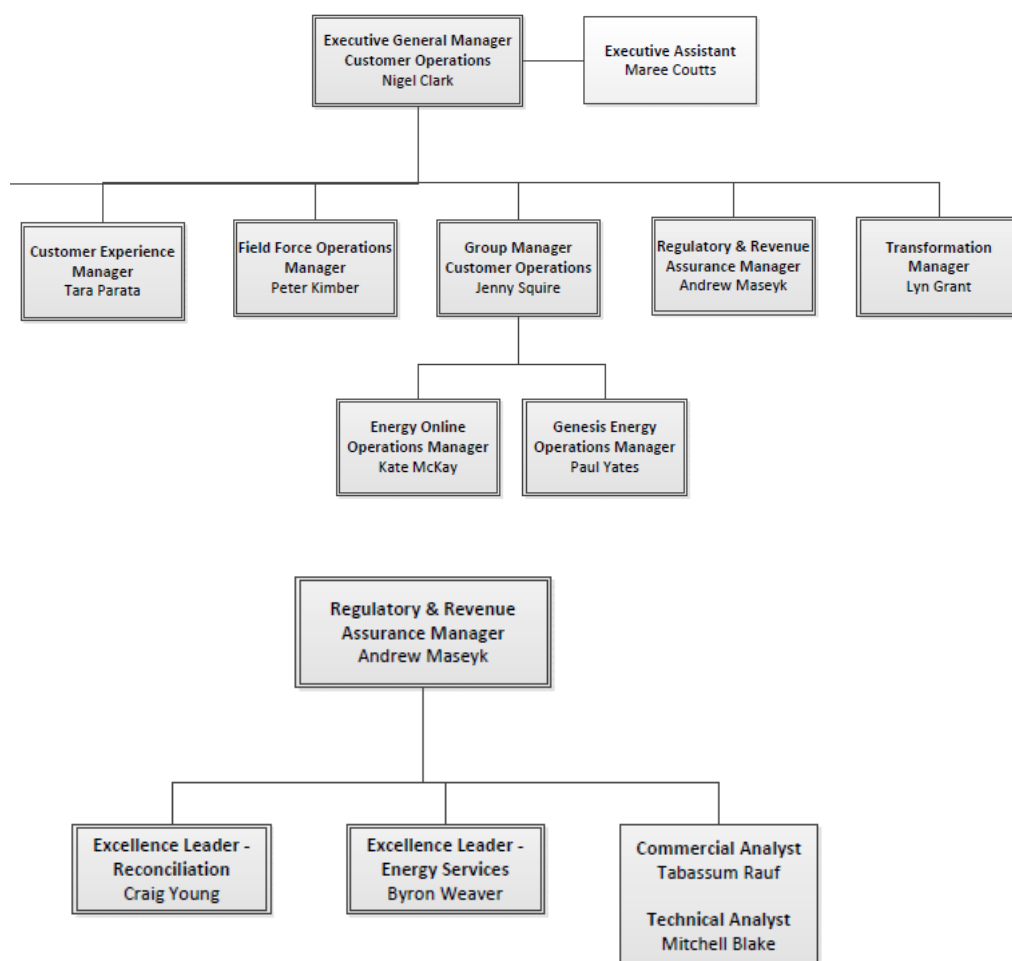 Executive General Manager
Customer Operations
Nigel Clark
Executive Assistant
Maree Coutts
Customer Experience
Manager
Tara Parata
Field Force Operations
Manager
Peter Kimber
Group Manager
Customer Operations
Jenny Squire
Regulatory & Revenue
Assurance Manager
Andrew Maseyk
Transformation
Manager
Lyn Grant
Energy Online
Operations Manager
Kate McKay
Genesis Energy
Operations Manager
Paul Yates
Regulatory & Revenue
Assurance Manager
Andrew Maseyk
Excellence Leader -
Reconciliation
Craig Young
Excellence Leader -
Energy Services
Byron Weaver
Commercial Analyst
Tabassum Rauf
Technical Analyst
Mitchell Blake